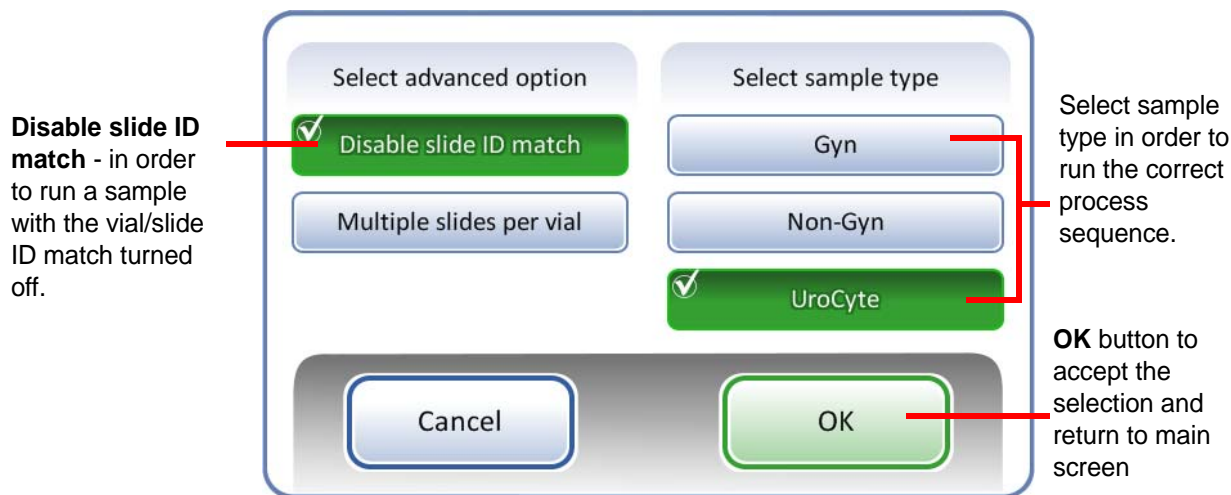 Disable slide ID
match - in order
to run a sample
with the vial/slide
ID match turned
off.
Select advanced option
Disable slide ID match
Multiple slides per vial
Select sample type
Gyn
Non-Gyn
UroCyte
Cancel
OK
Select sample
type in order to
run the correct
process
sequence.
OK button to
accept the
selection and
return to main
screen